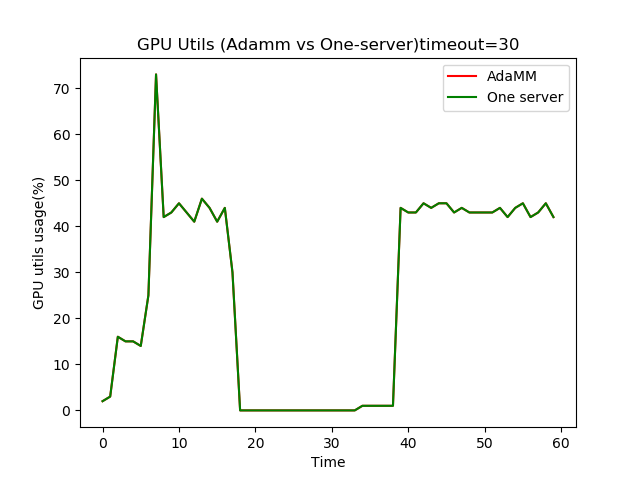 GPU Utils (Adamm vs One-server)timeout=30
AdaMM
One server
GPU utils usage(%)
70
60
50
40
30
20
10
0
0 10 20 30 40 50 60
Time